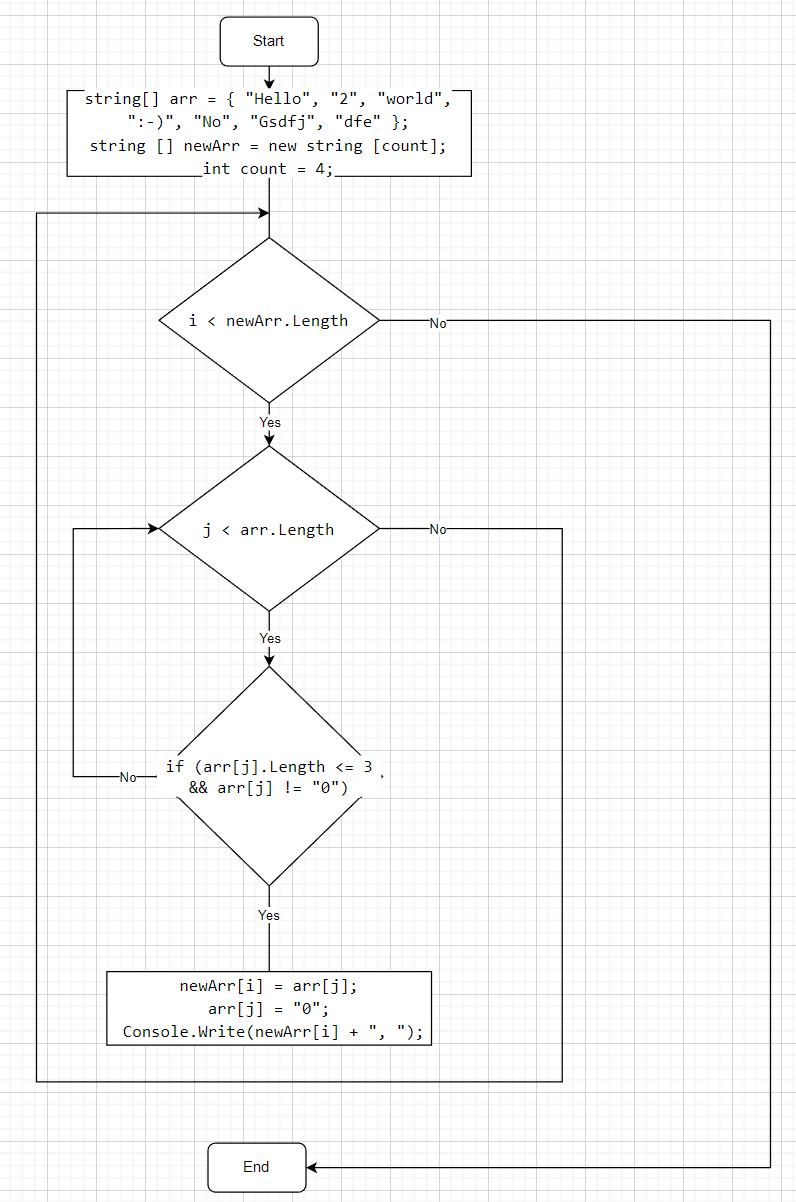 Start
string[] arr = { "Hello", "2", "world",
":-)", "No", "Gsdfj", "dfe" };
string [] newArr = new string [count];
int count = 4;
i < newArr.Length
No
Yes
j < arr.Length
No
Yes
if (arr[j].Length <= 3
&& arr[j] != "0")
No
Yes
newArr[i] = arr[j];
arr[j] = "0";
Console.Write(newArr[i] + ", ");
End